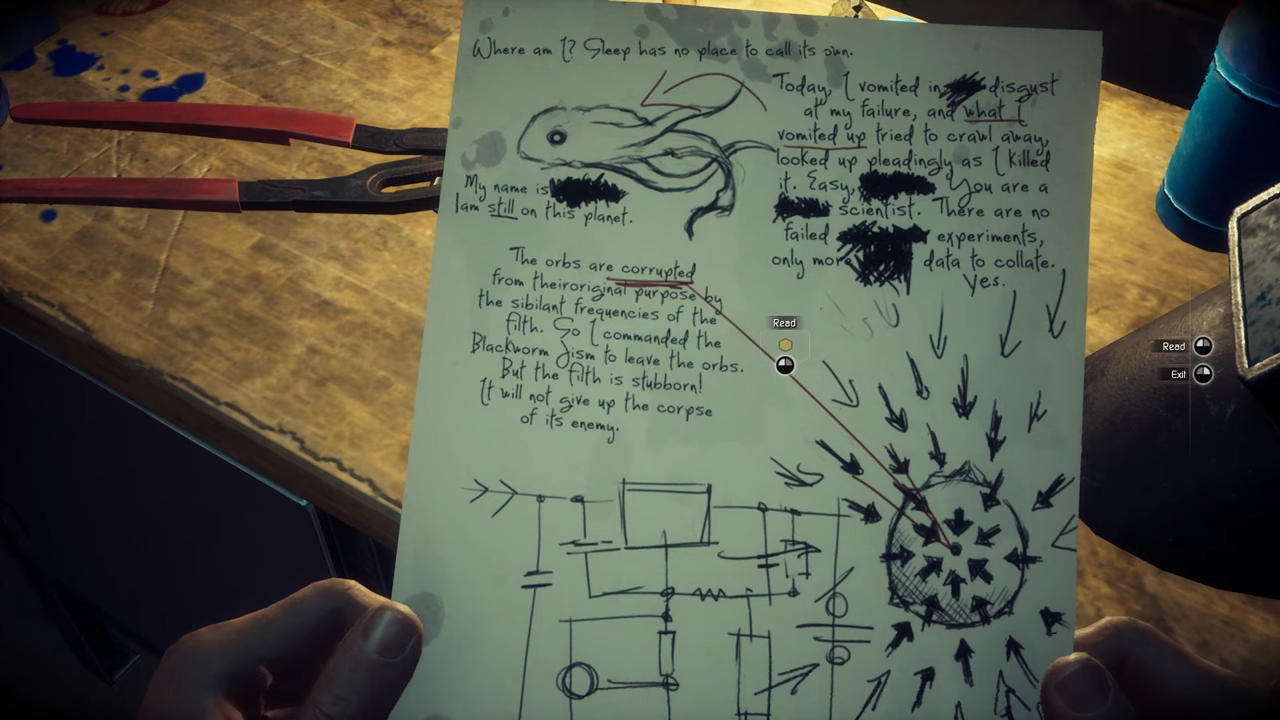 Where am I? Sleep has no place to call its own.
My name is
I am still on this planet.
Today, I vomited in disgust
at my failure, and what I
vomited up tried to crawl away,
looked up pleadingly as I killed
it. Easy, You are a
scientist. There are no
failed experiments,
only more data to collate.
Yes.
The orbs are corrupted
from theiroriginal purpose by
the sibilant frequencies of the
filth. So I commanded the
Blackworm Jism to leave the orbs.
But the filth is stubborn!
It will not give up the corpse
of its enemy.
Read
Read
Exit